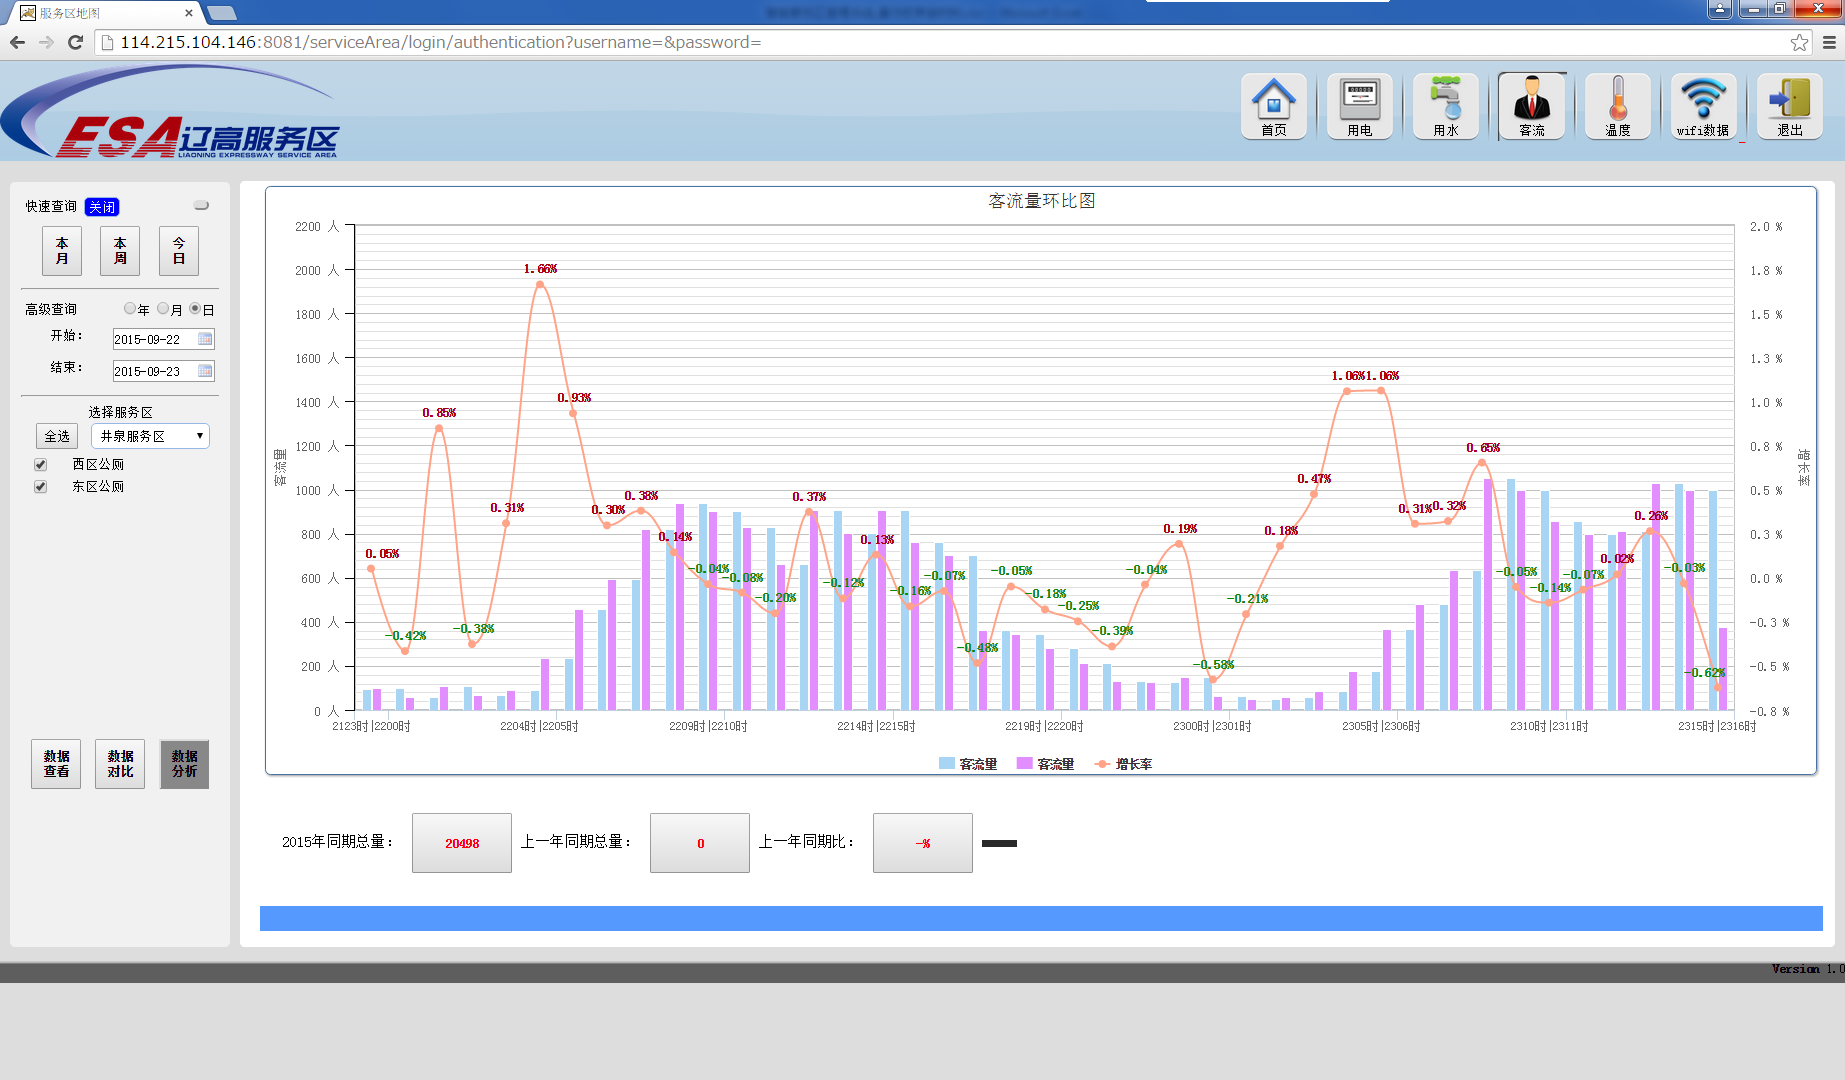 服务区地图
114.215.104.146:8081/serviceArea/login/authentication?username=&password=
ESA辽高服务区
LIAONING EXPRESSWAY SERVICE AREA
首页
用电
用水
客流
温度
wifi数据
退出
快速查询 关闭
本月
本周
今日
高级查询 年 月 日
开始: 2015-09-22
结束: 2015-09-23
选择服务区
全选 井泉服务区
西区公厕
东区公厕
数据查看
数据对比
数据分析
客流量环比图
2200 人
2000 人
1800 人
1600 人
1400 人
1200 人
1000 人
800 人
600 人
400 人
200 人
0 人
客流量
2.0 %
1.8 %
1.5 %
1.3 %
1.0 %
0.8 %
0.5 %
0.3 %
0.0 %
-0.3 %
-0.5 %
-0.8 %
增长率
0.05%
-0.42%
0.85%
-0.38%
0.31%
1.66%
0.93%
0.30%
0.38%
0.14%
-0.04%
-0.08%
-0.20%
0.37%
-0.12%
0.13%
-0.16%
-0.07%
-0.48%
-0.05%
-0.18%
-0.25%
-0.39%
-0.04%
0.19%
-0.58%
-0.21%
0.18%
0.47%
1.06%
1.06%
0.31%
0.32%
0.65%
-0.05%
-0.14%
-0.07%
0.02%
0.26%
-0.03%
-0.62%
2123时|2200时
2204时|2205时
2209时|2210时
2214时|2215时
2219时|2220时
2300时|2301时
2305时|2306时
2310时|2311时
2315时|2316时
客流量 客流量 增长率
2015年同期总量: 20498 上一年同期总量: 0 上一年同期比: -%
Version 1.0